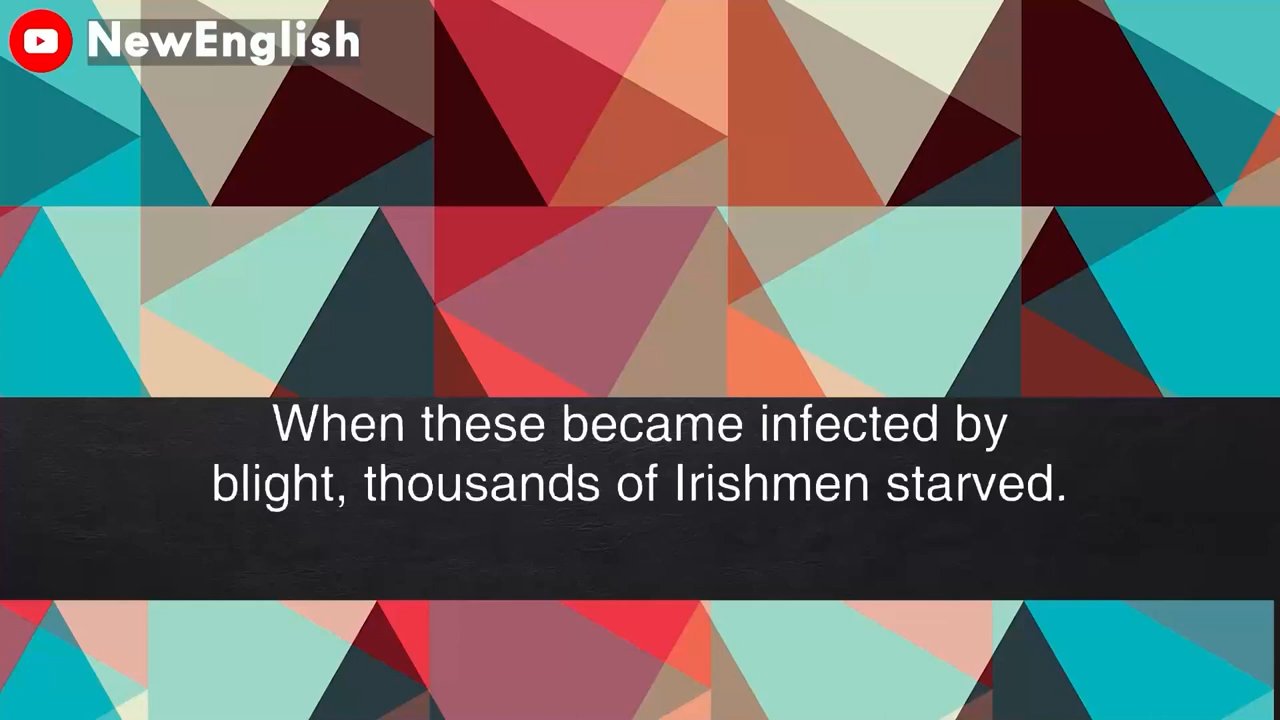 NewEnglish
When these became infected by
blight, thousands of Irishmen starved.